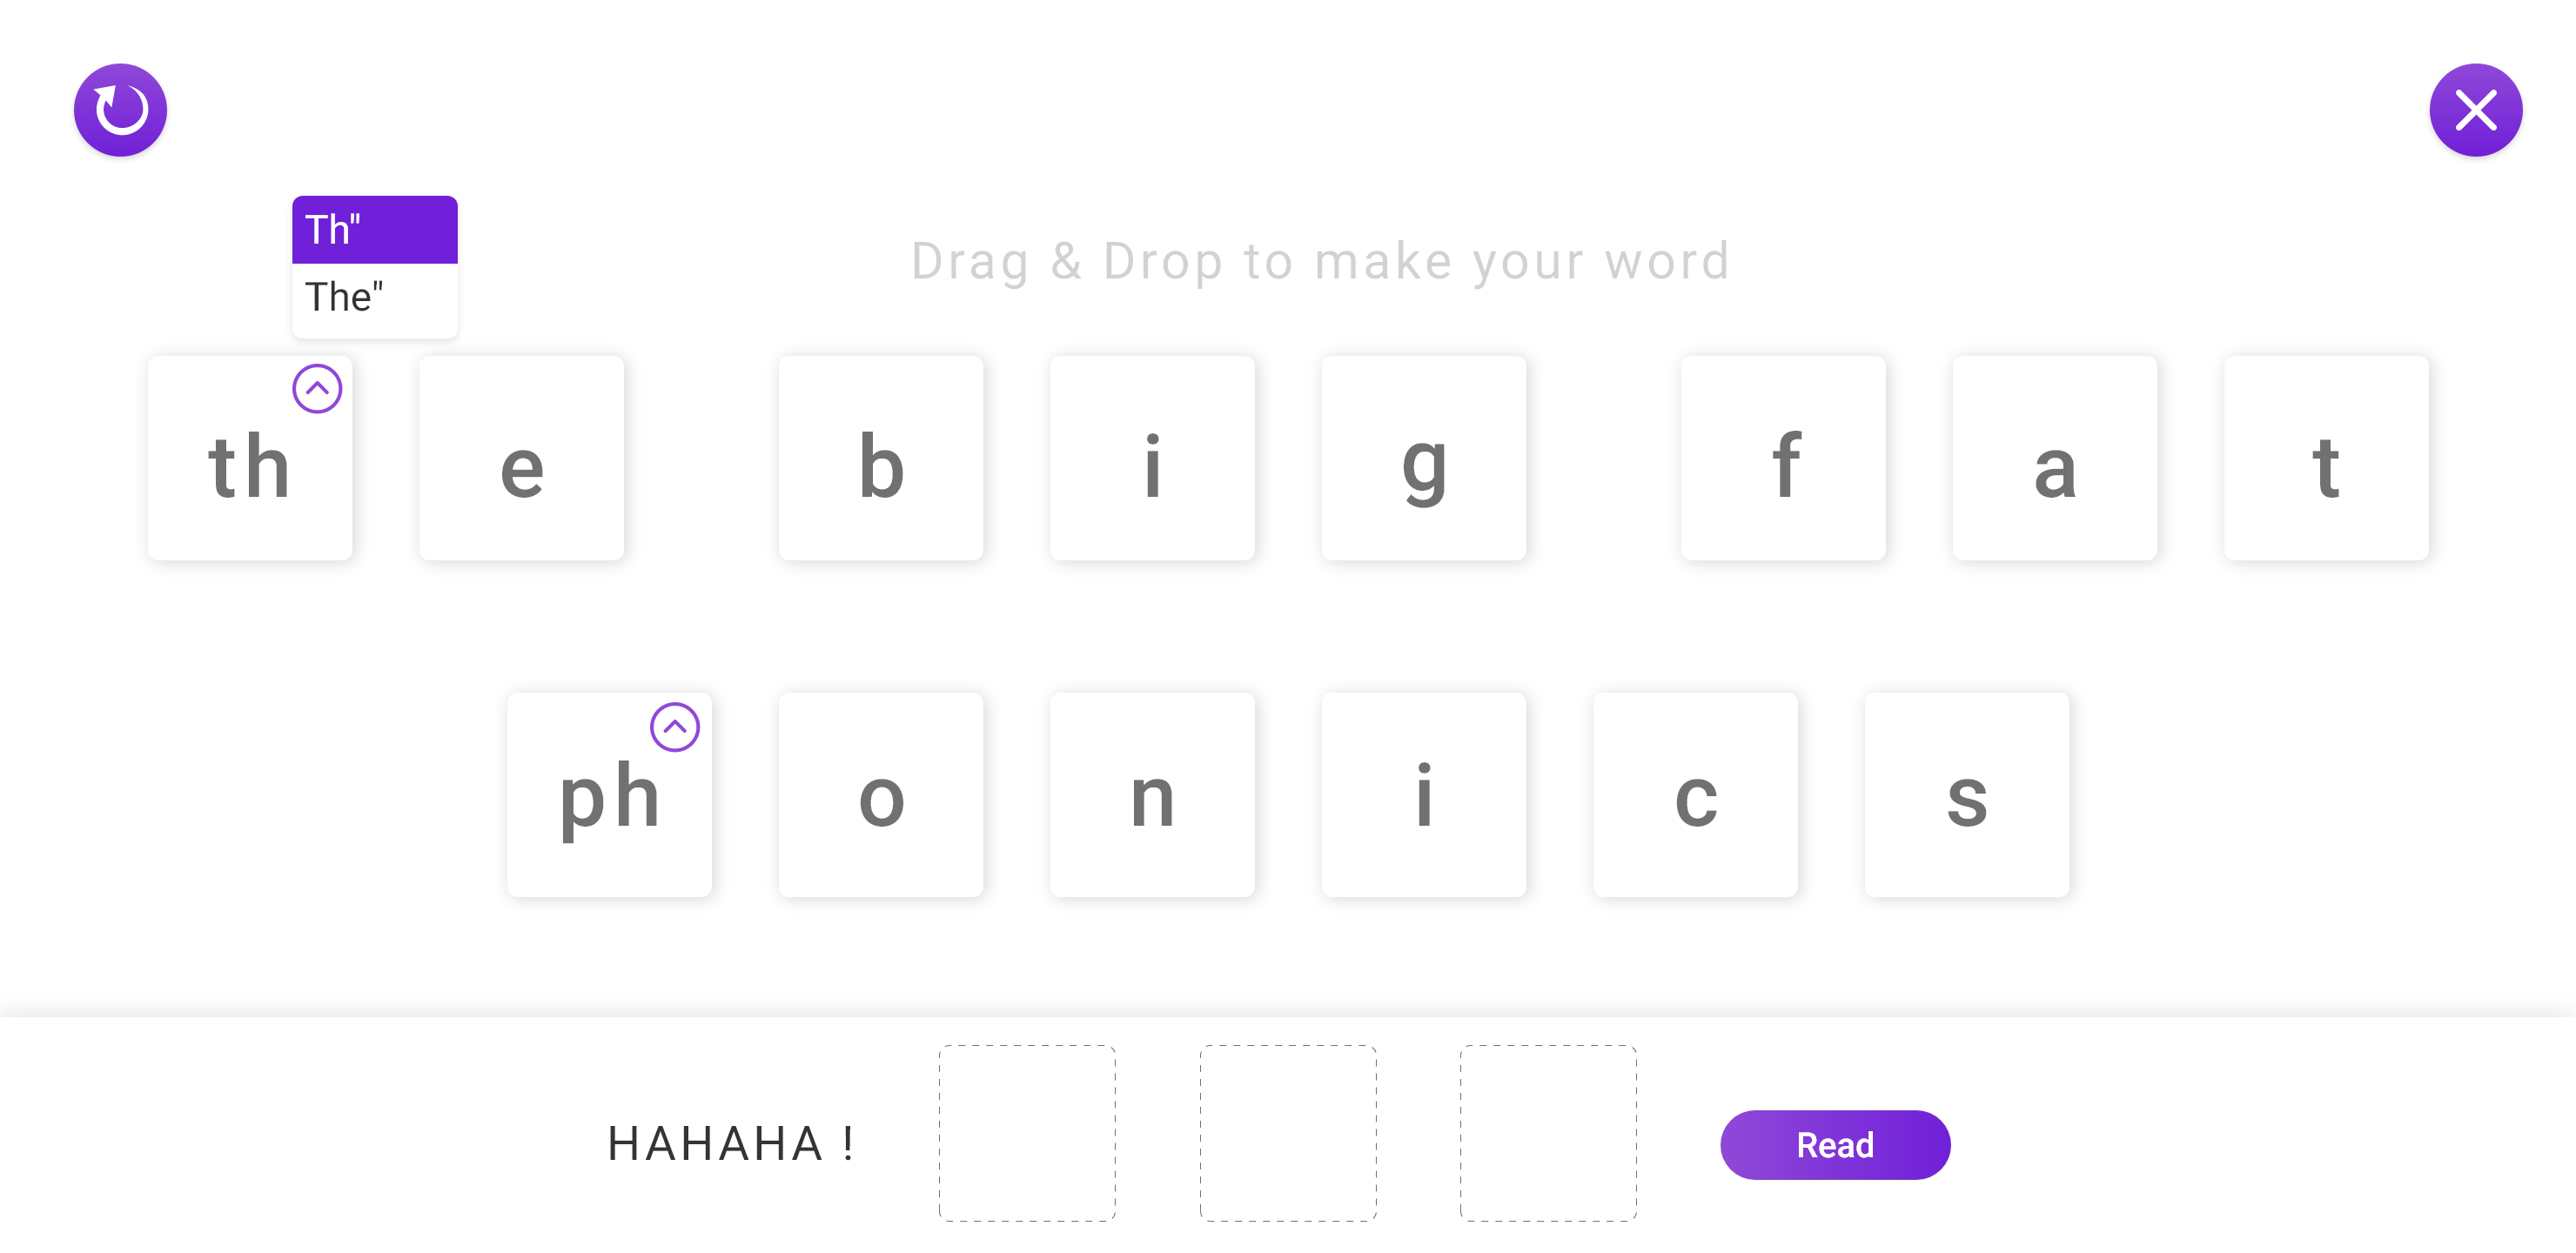 Th"
The"
Drag & Drop to make your word
th e b i g f a t
ph o n i c s
HAHAHA !
Read